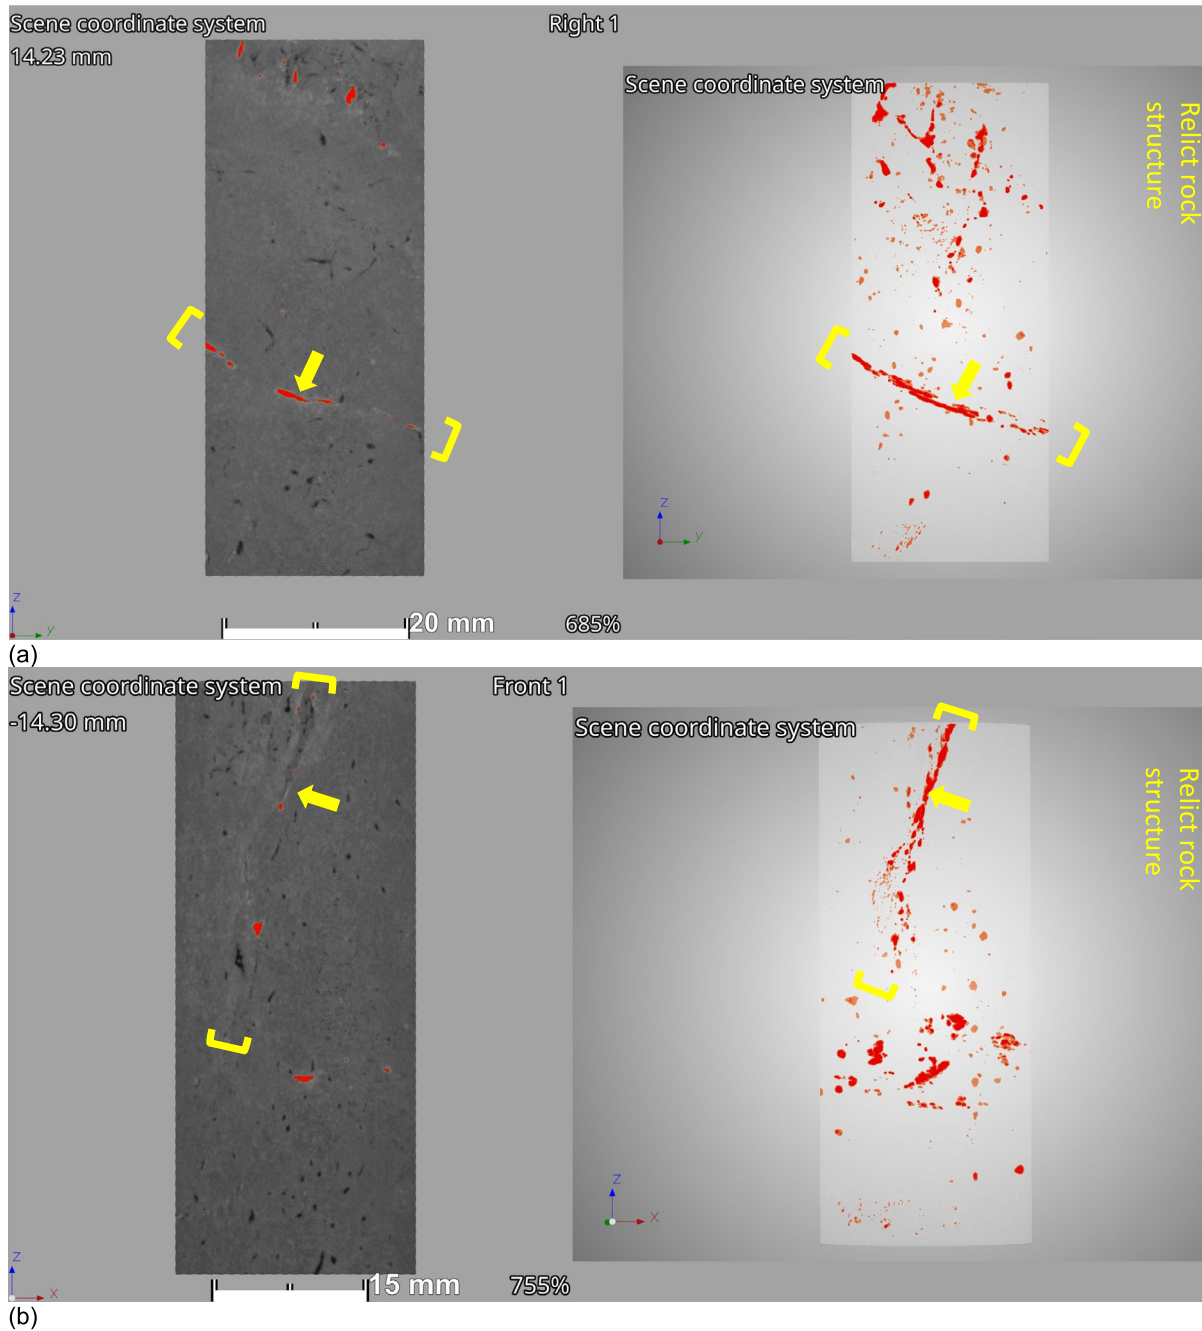 Scene coordinate system
14.23 mm
Right 1
Scene coordinate system
Relict rock
structure
z
y
z
y
20 mm
685%
(a)
Scene coordinate system
-14.30 mm
Front 1
Scene coordinate system
Relict rock
structure
z
x
z
x
15 mm
755%
(b)